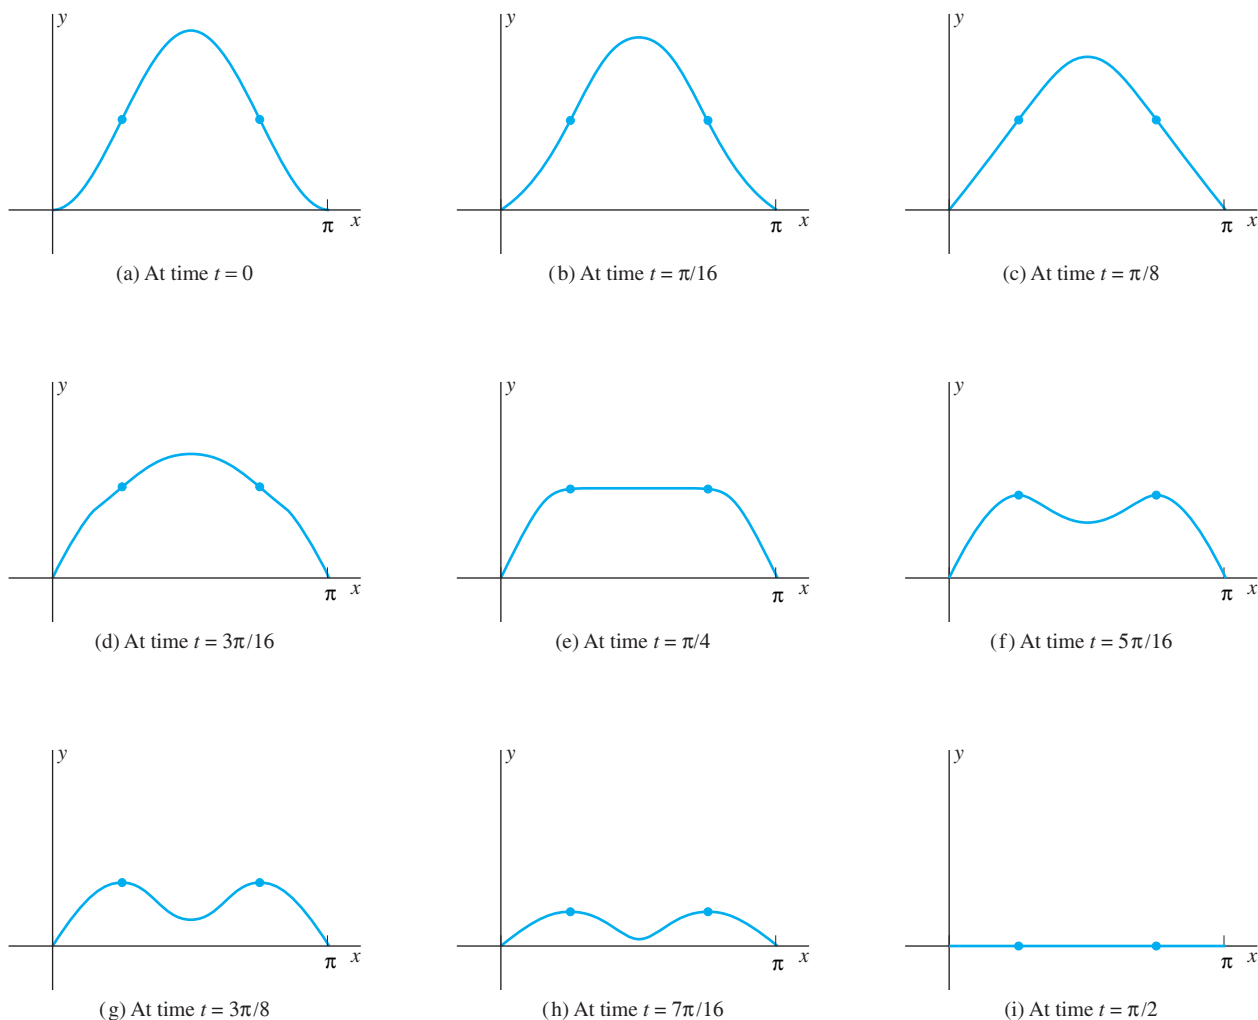 y y y
π x π x π x
(a) At time t = 0 (b) At time t = π/16 (c) At time t = π/8
y y y
π x π x π x
(d) At time t = 3π/16 (e) At time t = π/4 (f) At time t = 5π/16
y y y
π x π x π x
(g) At time t = 3π/8 (h) At time t = 7π/16 (i) At time t = π/2